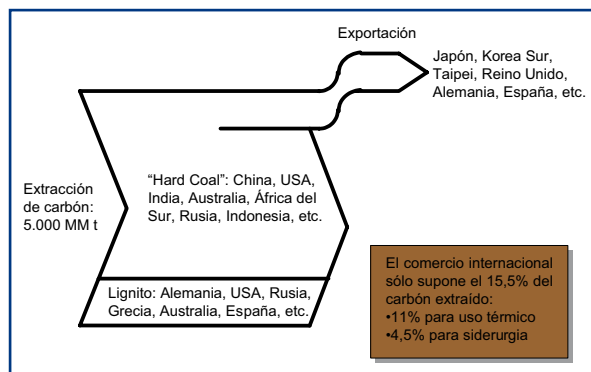 Exportación
Japón, Korea Sur,
Taipei, Reino Unido,
Alemania, España, etc.
Extracción
de carbón:
5.000 MM t
“Hard Coal”: China, USA,
India, Australia, África del
Sur, Rusia, Indonesia, etc.
Lignito: Alemania, USA, Rusia,
Grecia, Australia, España, etc.
El comercio internacional
sólo supone el 15,5% del
carbón extraído:
•11% para uso térmico
•4,5% para siderurgia